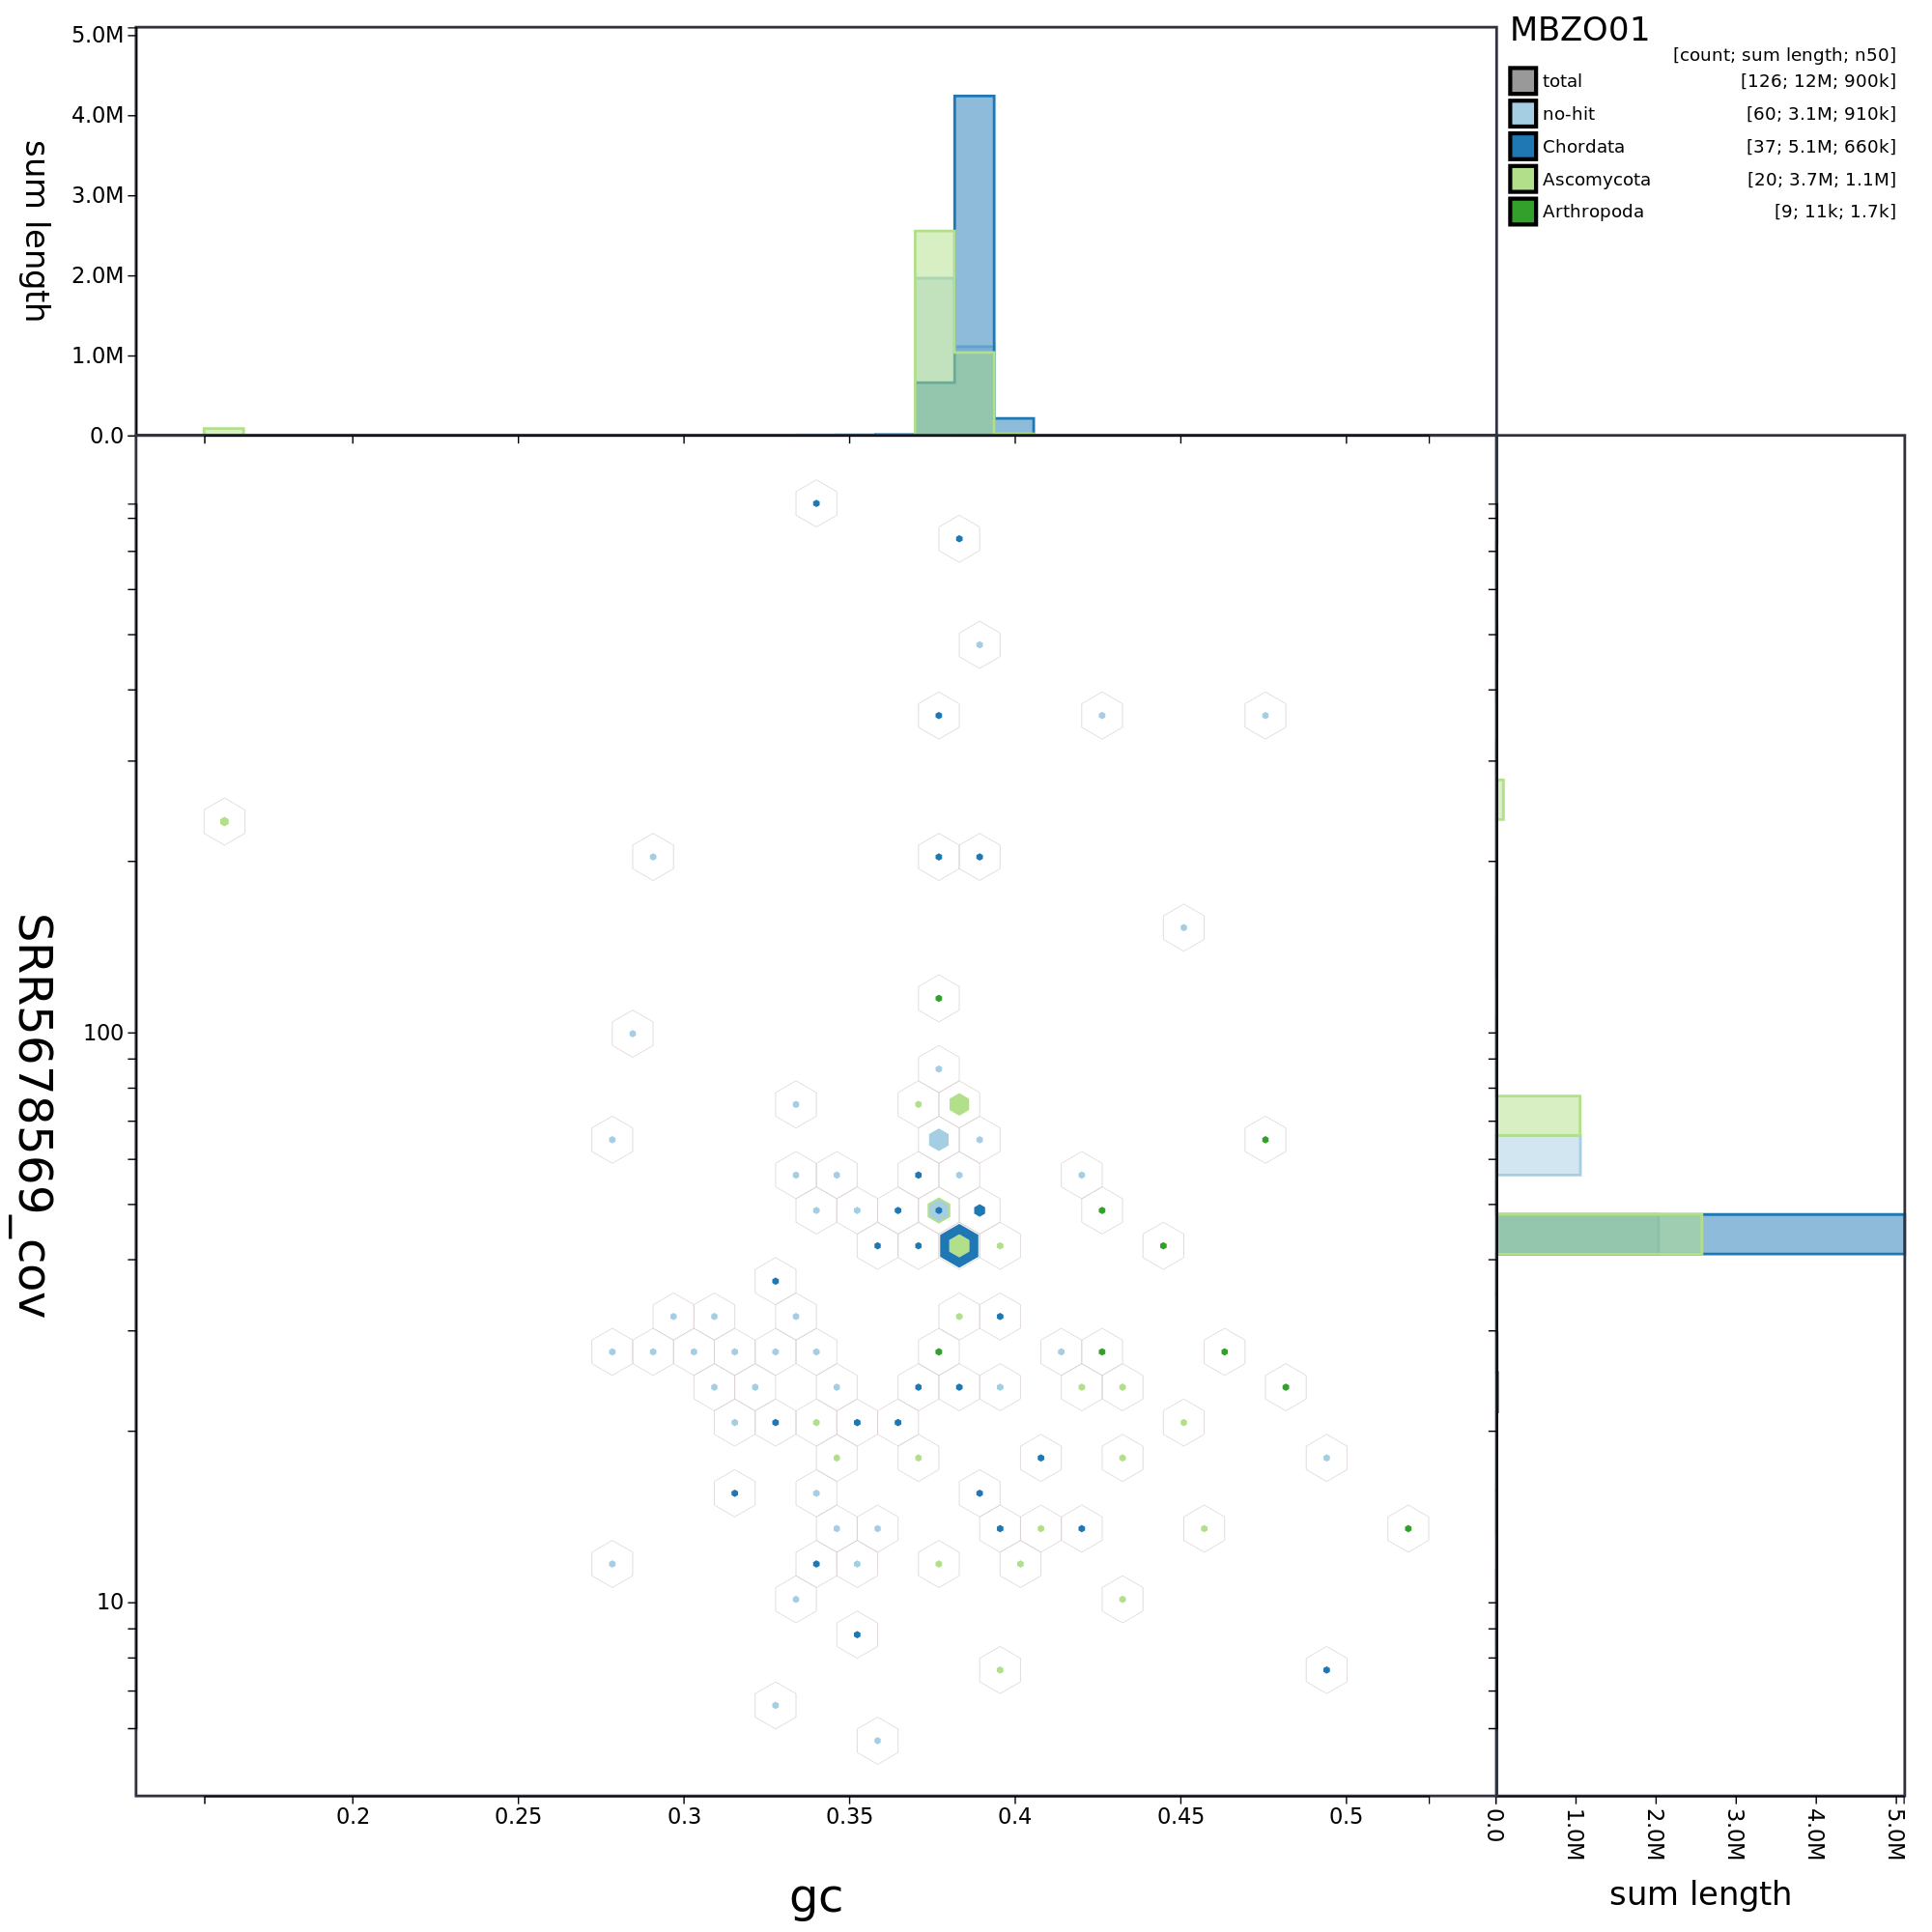 MBZO01
[count; sum length; n50]
total [126; 12M; 900k]
no-hit [60; 3.1M; 910k]
Chordata [37; 5.1M; 660k]
Ascomycota [20; 3.7M; 1.1M]
Arthropoda [9; 11k; 1.7k]
sum length
5.0M
4.0M
3.0M
2.0M
1.0M
0.0
SRR5678569_cov
100
10
0.2
0.25
0.3
0.35
0.4
0.45
0.5
gc
0.0
1.0M
2.0M
3.0M
4.0M
5.0M
sum length